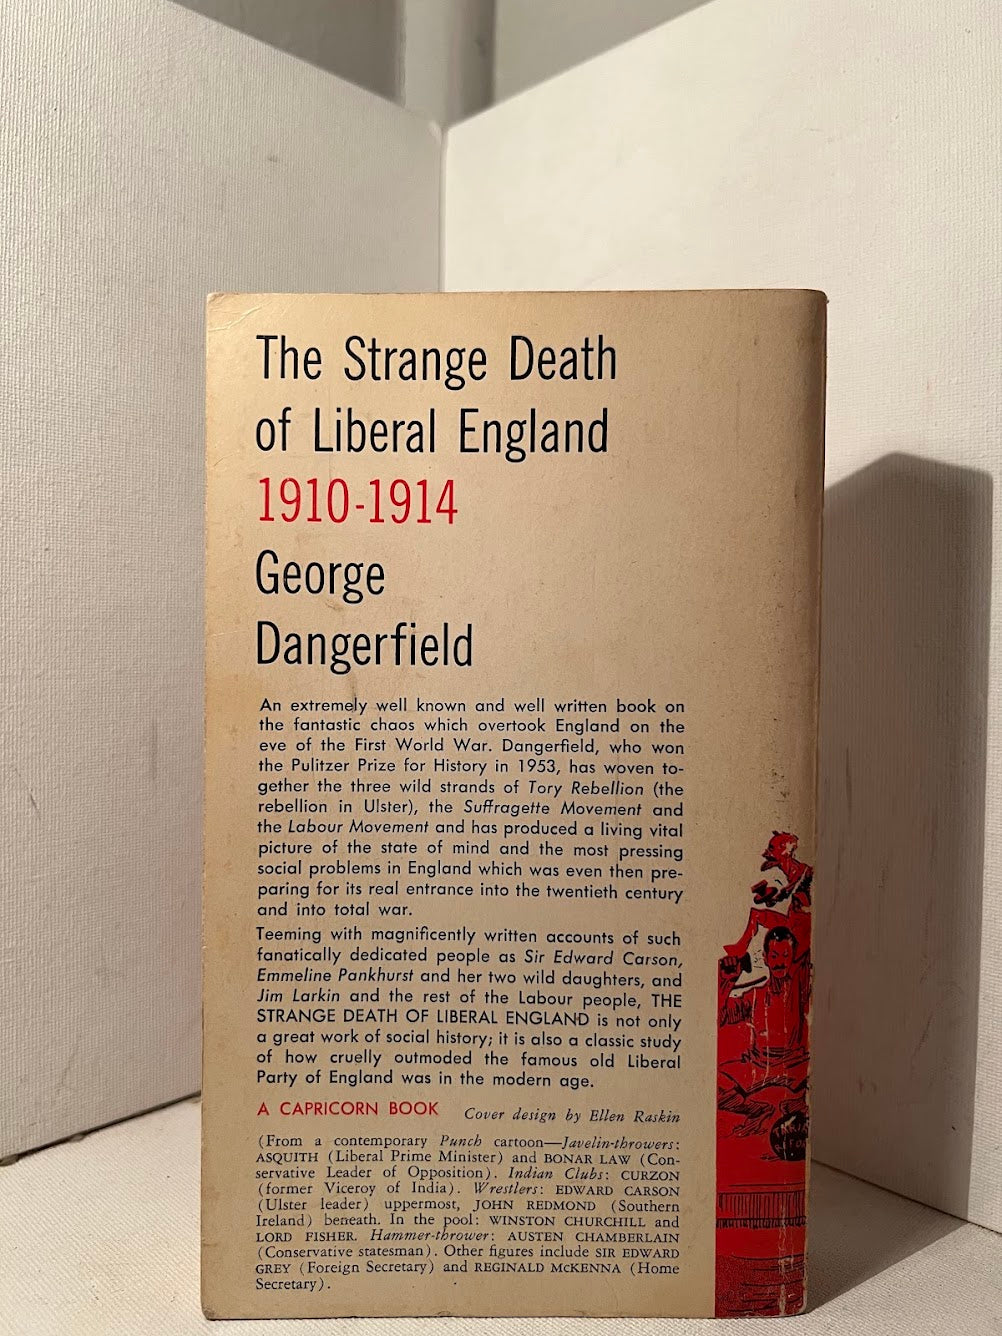 The Strange Death
of Liberal England
1910-1914
George
Dangerfield
An extremely well known and well written book on
the fantastic chaos which overtook England on the
eve of the First World War. Dangerfield, who won
the Pulitzer Prize for History in 1953, has woven to-
gether the three wild strands of Tory Rebellion (the
rebellion in Ulster), the Suffragette Movement and
the Labour Movement and has produced a living vital
picture of the state of mind and the most pressing
social problems in England which was even then pre-
paring for its real entrance into the twentieth century
and into total war.
Teeming with magnificently written accounts of such
fanatically dedicated people as Sir Edward Carson,
Emmeline Pankhurst and her two wild daughters, and
Jim Larkin and the rest of the Labour people, THE
STRANGE DEATH OF LIBERAL ENGLAND is not only
a great work of social history; it is also a classic study
of how cruelly outmoded the famous old Liberal
Party of England was in the modern age.
A CAPRICORN BOOK Cover design by Ellen Raskin
(From a contemporary Punch cartoon—Javelin-throwers:
ASQUITH (Liberal Prime Minister) and BONAR LAW (Con-
servative Leader of Opposition). Indian Clubs: CURZON
(former Viceroy of India). Wrestlers: EDWARD CARSON
(Ulster leader) uppermost, JOHN REDMOND (Southern
Ireland) beneath. In the pool: WINSTON CHURCHILL and
LORD FISHER. Hammer-thrower: AUSTEN CHAMBERLAIN
(Conservative statesman). Other figures include SIR EDWARD
GREY (Foreign Secretary) and REGINALD McKENNA (Home
Secretary).